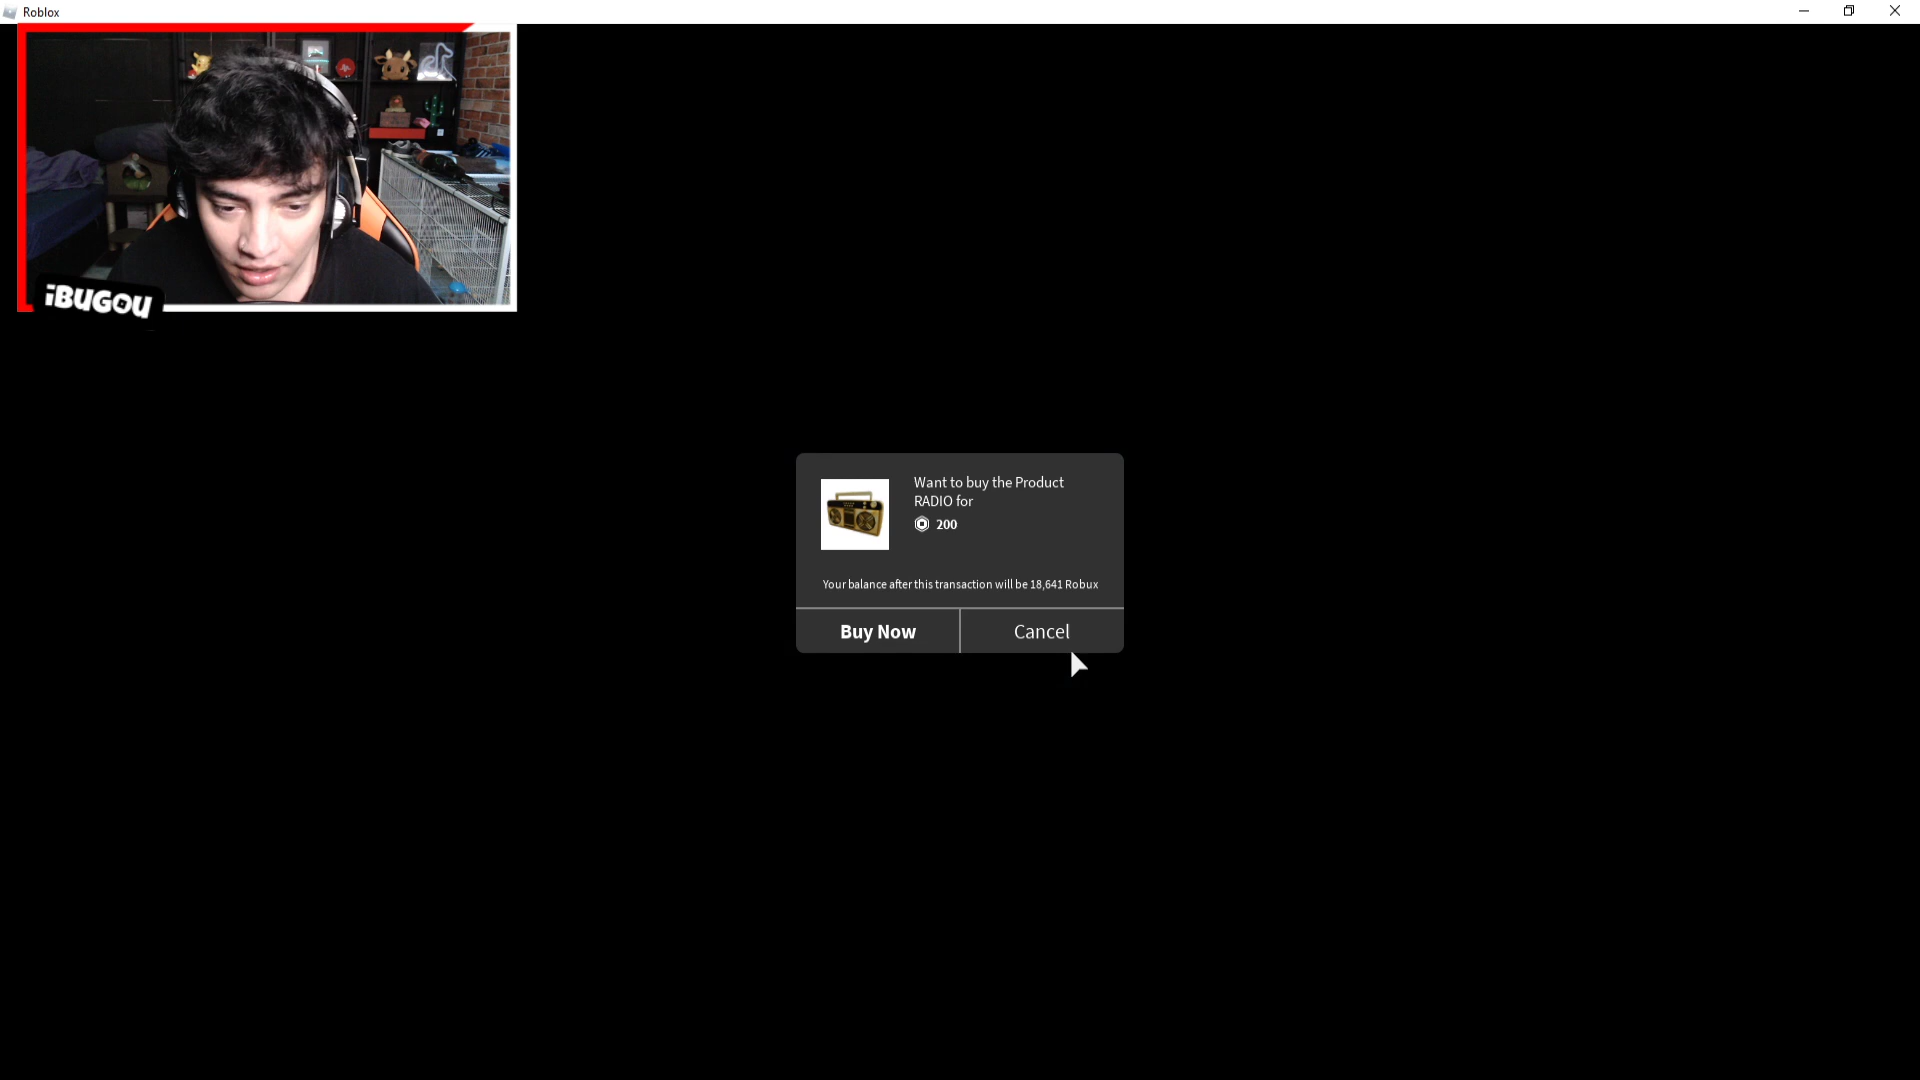 Roblox
iBUGOU
Want to buy the Product
RADIO for
200
Your balance after this transaction will be 18,641 Robux
Buy Now
Cancel